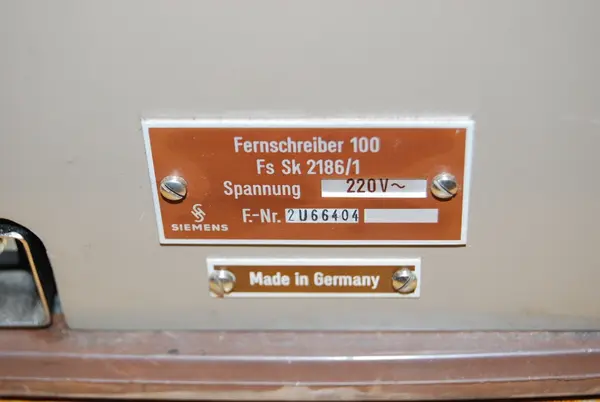 Fernschreiber 100
Fs Sk 2186/1
Spannung 220V~
F.-Nr. 2U66404
SIEMENS
Made in Germany